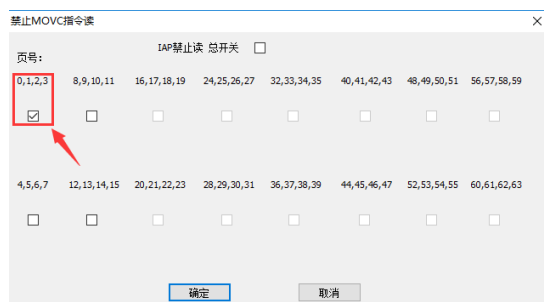 禁止MOVC指令读
IAP禁止读 总开关
页号:
0,1,2,3 8,9,10,11 16,17,18,19 24,25,26,27 32,33,34,35 40,41,42,43 48,49,50,51 56,57,58,59
4,5,6,7 12,13,14,15 20,21,22,23 28,29,30,31 36,37,38,39 44,45,46,47 52,53,54,55 60,61,62,63
确定 取消